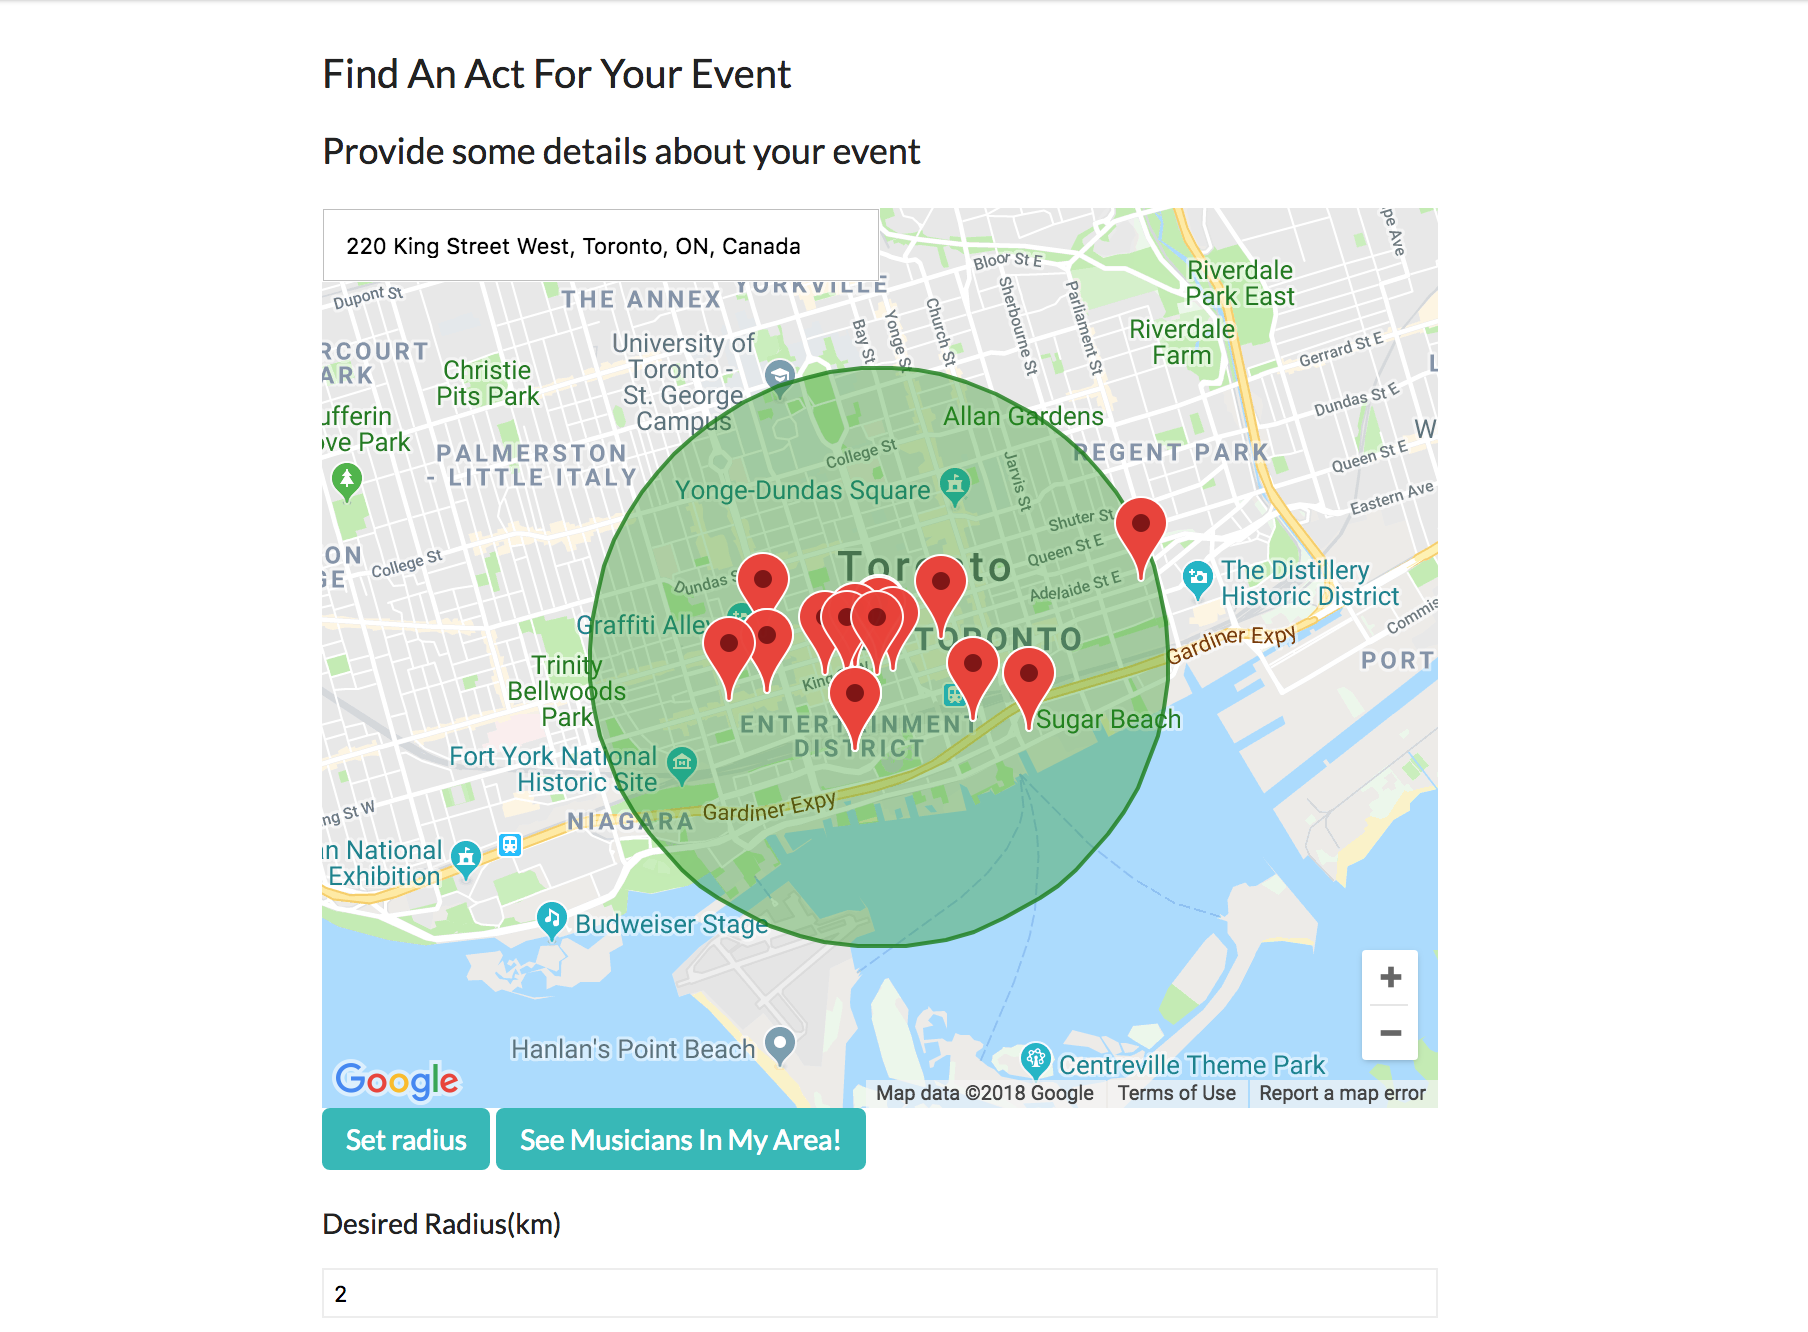 Find An Act For Your Event
Provide some details about your event
220 King Street West, Toronto, ON, Canada
Bloor St E
Riverdale
Park East
Dupont St
THE ANNEX
YORKVILLE
Church St
Sherbourne St
Parliament St
Yonge St
Bay St
Riverdale
Farm
Gerrard St E
University of
Toronto -
St. George
Campus
RCOURT
ARK
Christie
Pits Park
Dundas St E
ufferin
ove Park
Allan Gardens
PALMERSTON
- LITTLE ITALY
College St
REGENT PARK
Queen St E
Yonge-Dundas Square
Jarvis St
Eastern Ave
Shuter St
Queen St E
College St
Toronto
Dundas S
Adelaide St E
The Distillery
Historic District
Commis
Graffiti Alley
TORONTO
Gardiner Expy
PORT
Trinity
Bellwoods
Park
King
ENTERTAINMENT
DISTRICT
Sugar Beach
Fort York National
Historic Site
Gardiner Expy
ng St W
NIAGARA
n National
Exhibition
Budweiser Stage
Hanlan's Point Beach
Centreville Theme Park
Google
Map data ©2018 Google
Terms of Use
Report a map error
Set radius
See Musicians In My Area!
Desired Radius(km)
2